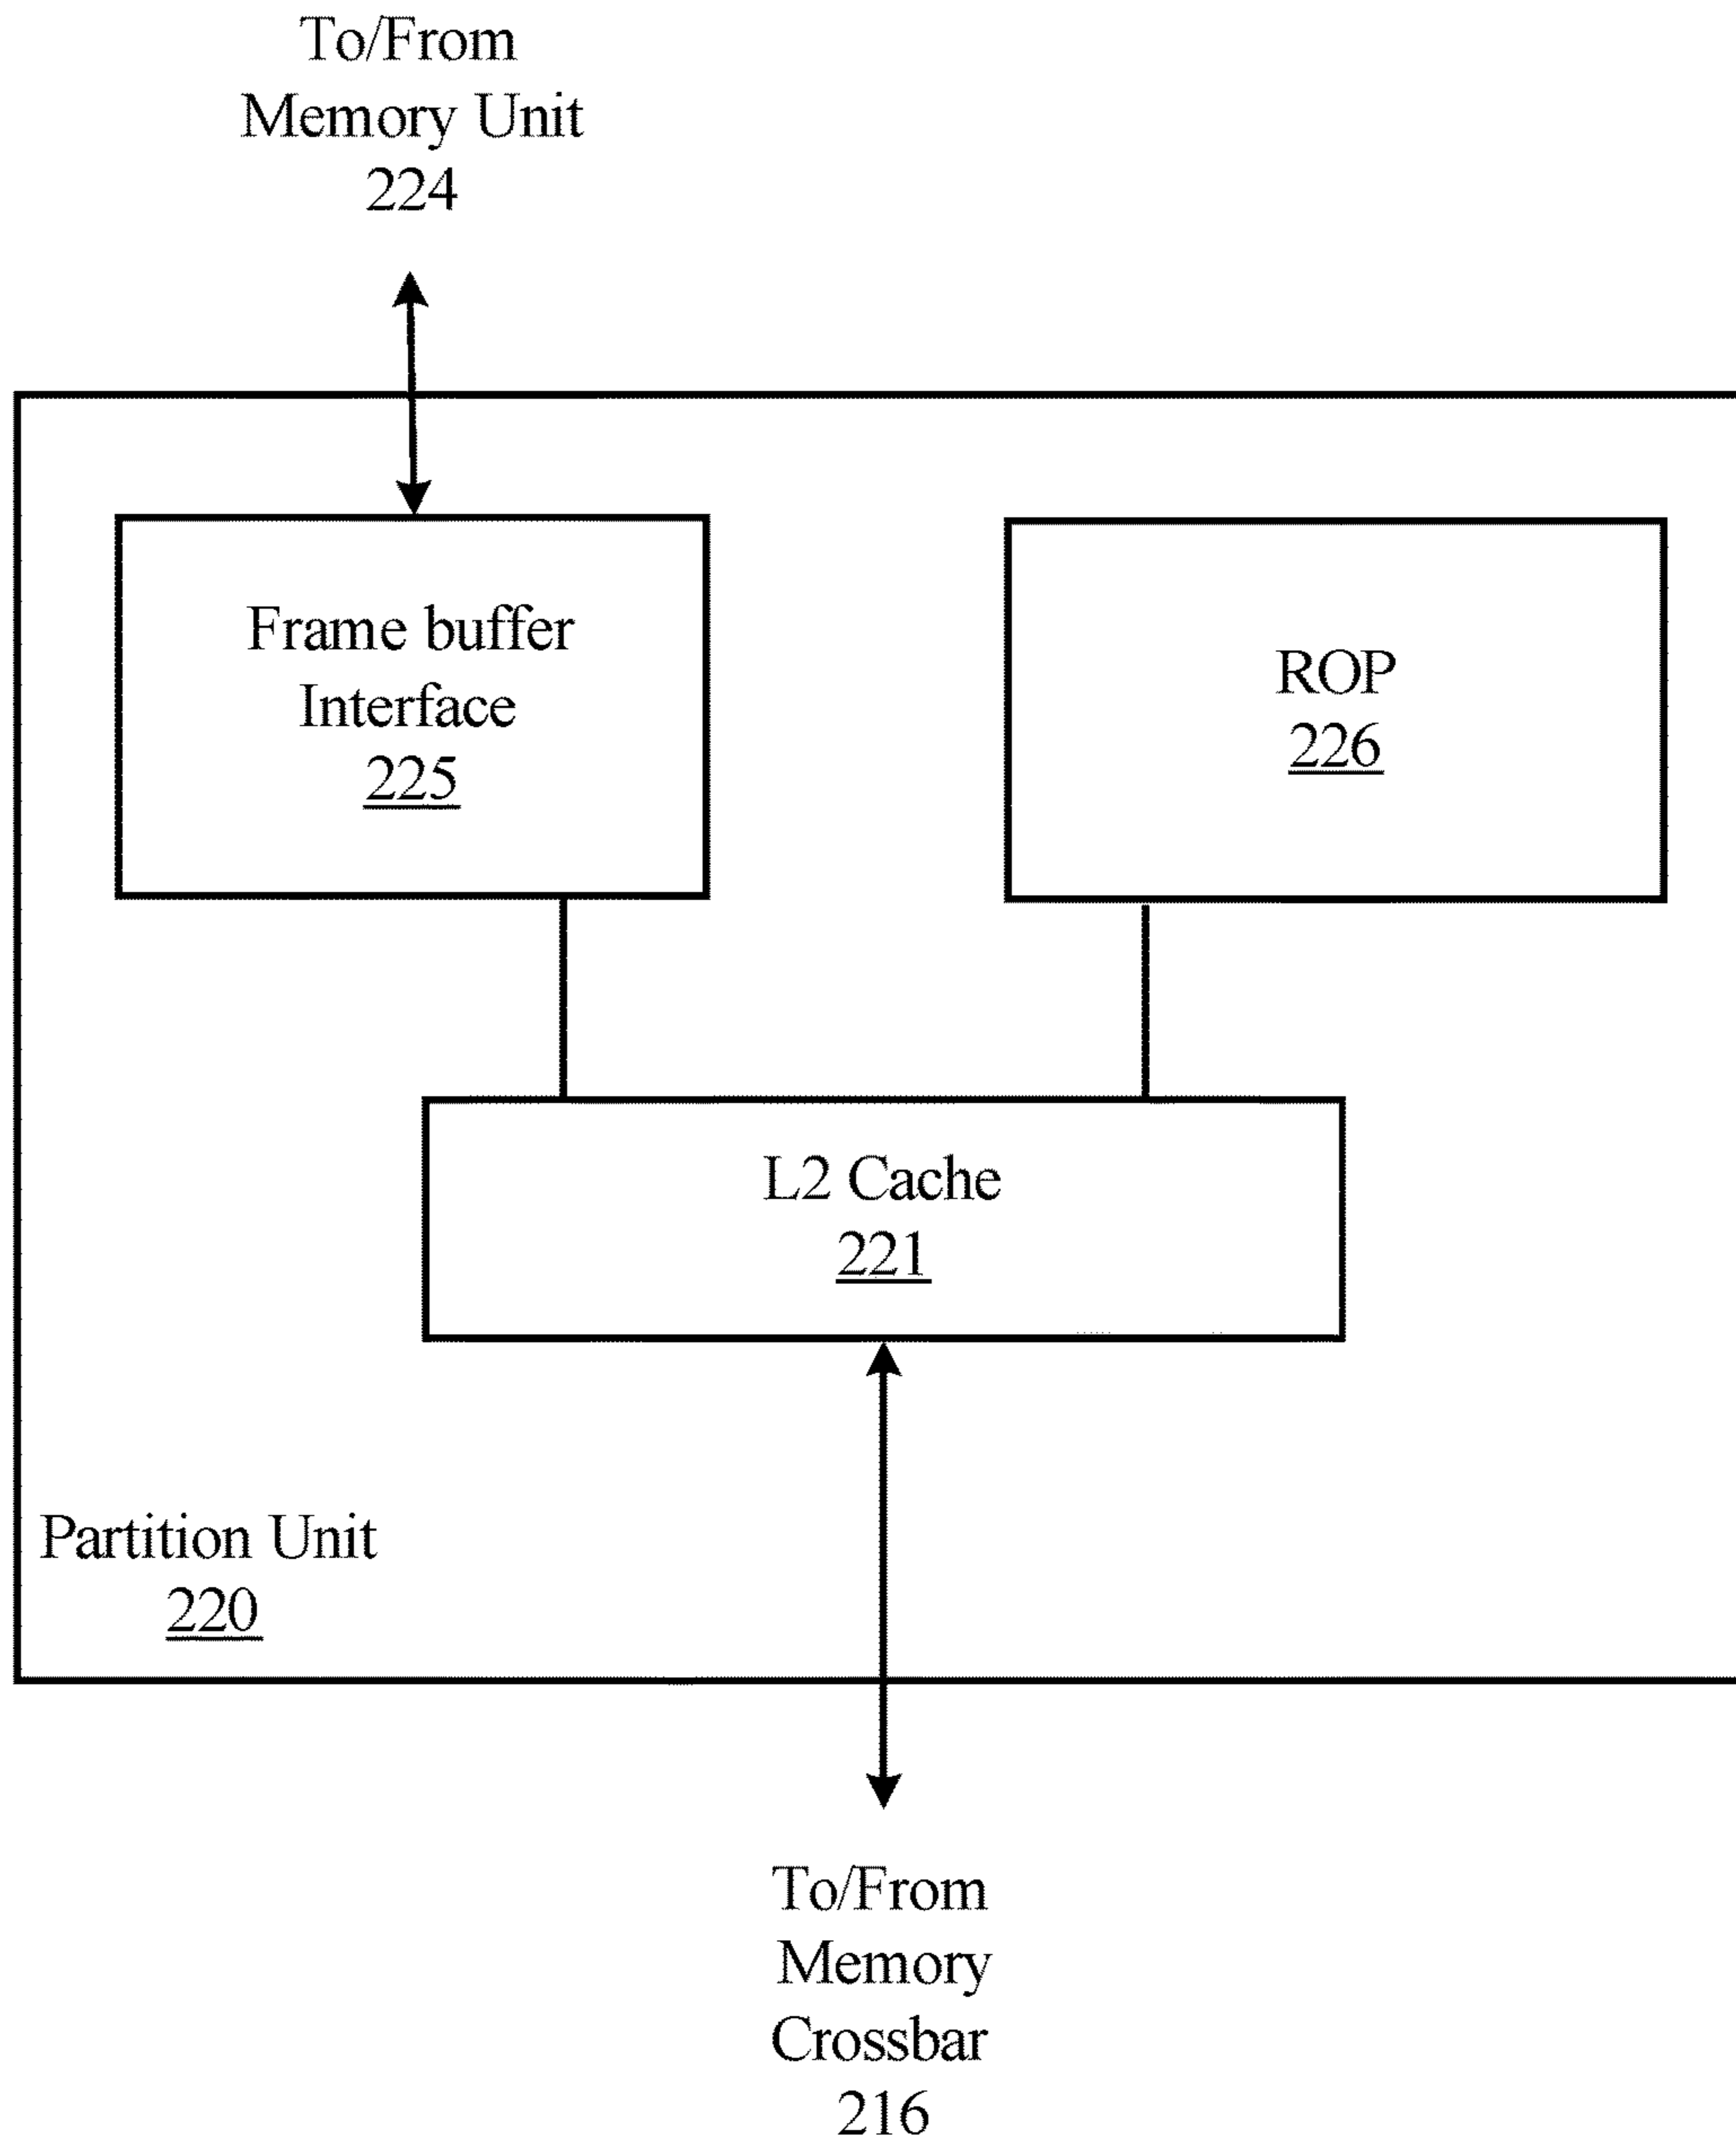 To/From
Memory Unit
224
Frame buffer
Interface
225
ROP
226
L2 Cache
221
Partition Unit
220
To/From
Memory
Crossbar
216